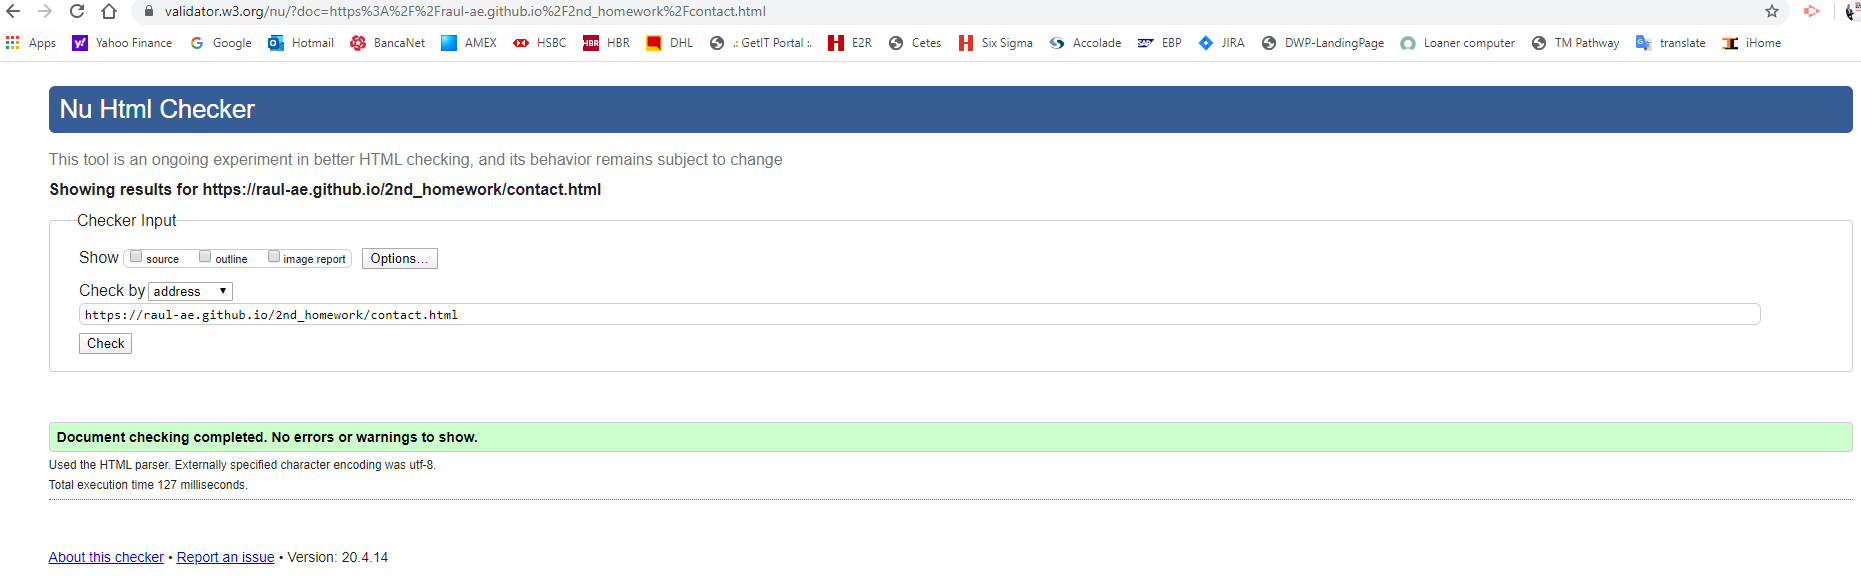 validator.w3.org/nu/?doc=https%3A%2F%2Fraul-ae.github.io%2F2nd_homework%2Fcontact.html
Apps Yahoo Finance Google Hotmail BancaNet AMEX HSBC HBR HBR DHL .: GetIT Portal :. E2R Cetes Six Sigma Accolade SAP EBP JIRA DWP-LandingPage Loaner computer TM Pathway translate iHome
Nu Html Checker
This tool is an ongoing experiment in better HTML checking, and its behavior remains subject to change
Showing results for https://raul-ae.github.io/2nd_homework/contact.html
Checker Input
Show source outline image report Options...
Check by address
https://raul-ae.github.io/2nd_homework/contact.html
Check
Document checking completed. No errors or warnings to show.
Used the HTML parser. Externally specified character encoding was utf-8.
Total execution time 127 milliseconds.
About this checker • Report an issue • Version: 20.4.14